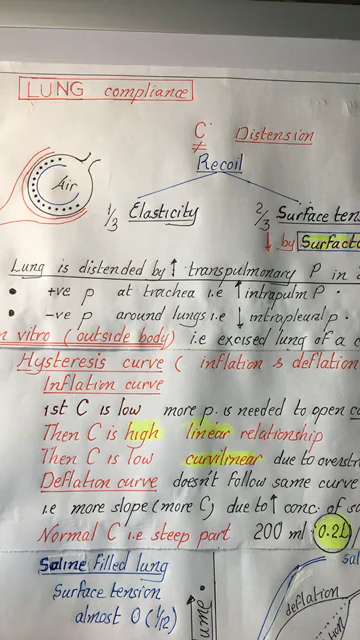 LUNG compliance
C Distension
≠
Recoil
Air
1/3 Elasticity 2/3 Surface tens
↓ by Surfacta
Lung is distended by ↑ transpulmonary P in
• +ve p at trachea i.e ↑ intrapulm P.
• -ve p around lungs i.e ↓ intrapleural p.
vitro (outside body) i.e excised lung of a
Hysteresis curve ( inflation & deflation
Inflation curve
1st C is low more p. is needed to open
Then C is high linear relationship
Then C is low curvilinear due to overstr
Deflation curve doesn't follow same curve
i.e more slope (more C) due to ↑ conc. of
Normal C i.e steep part 200 ml (0.2L)/
Saline filled lung
Surface tension
almost 0 (1/12)
ume.
deflation
sal